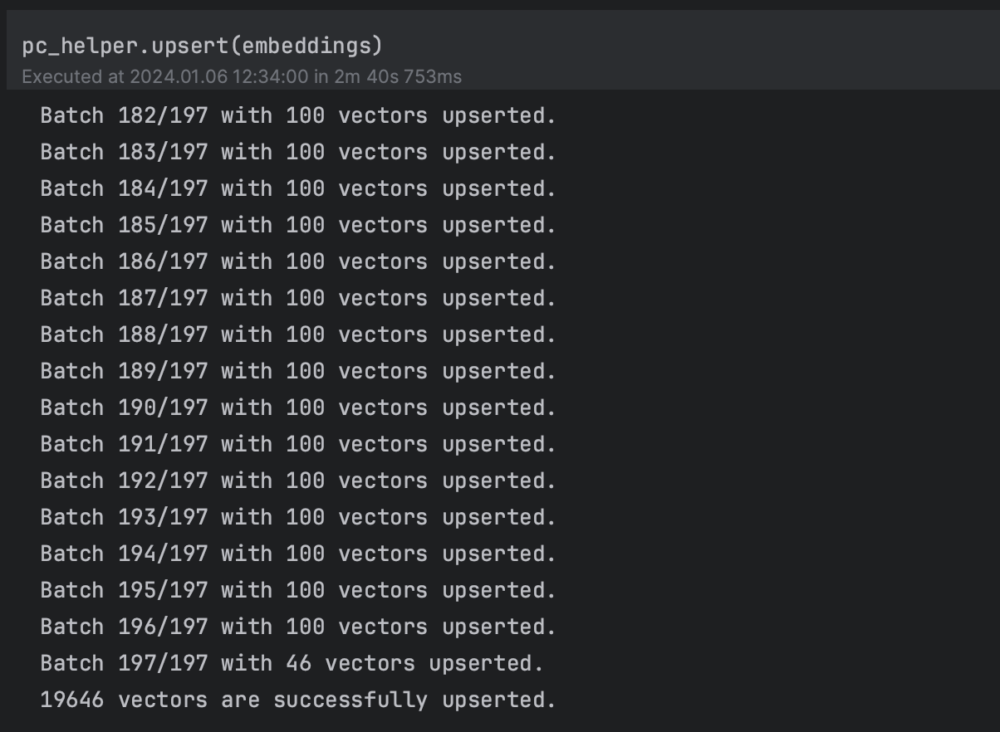 pc_helper.upsert(embeddings)
Executed at 2024.01.06 12:34:00 in 2m 40s 753ms
Batch 182/197 with 100 vectors upserted.
Batch 183/197 with 100 vectors upserted.
Batch 184/197 with 100 vectors upserted.
Batch 185/197 with 100 vectors upserted.
Batch 186/197 with 100 vectors upserted.
Batch 187/197 with 100 vectors upserted.
Batch 188/197 with 100 vectors upserted.
Batch 189/197 with 100 vectors upserted.
Batch 190/197 with 100 vectors upserted.
Batch 191/197 with 100 vectors upserted.
Batch 192/197 with 100 vectors upserted.
Batch 193/197 with 100 vectors upserted.
Batch 194/197 with 100 vectors upserted.
Batch 195/197 with 100 vectors upserted.
Batch 196/197 with 100 vectors upserted.
Batch 197/197 with 46 vectors upserted.
19646 vectors are successfully upserted.